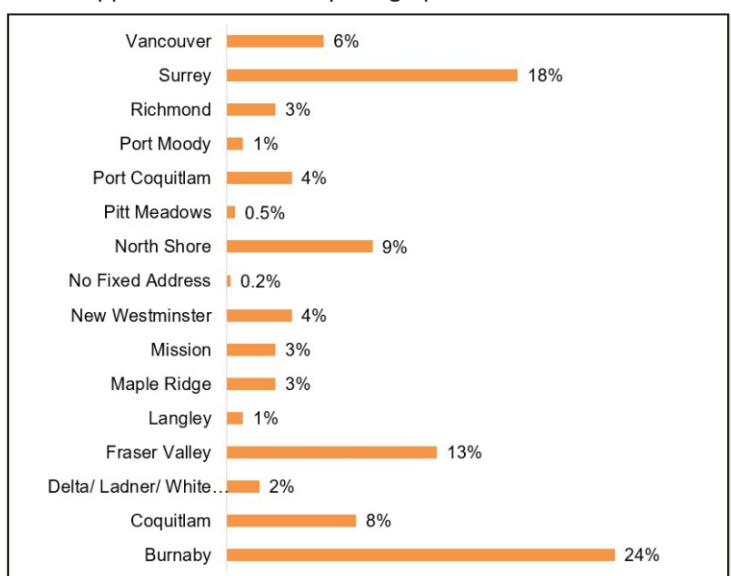 Vancouver 6%
Surrey 18%
Richmond 3%
Port Moody 1%
Port Coquitlam 4%
Pitt Meadows 0.5%
North Shore 9%
No Fixed Address 0.2%
New Westminster 4%
Mission 3%
Maple Ridge 3%
Langley 1%
Fraser Valley 13%
Delta/ Ladner/ White... 2%
Coquitlam 8%
Burnaby 24%